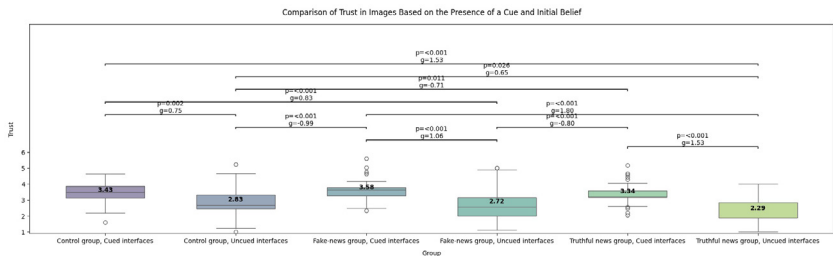 Comparison of Trust in Images Based on the Presence of a Cue and Initial Belief
p=<0.001
g=1.53
p=0.026
g=0.65
p=0.011
g=-0.71
p=<0.001
g=0.83
p=0.002
g=0.75
p=<0.001
g=1.80
p=<0.001
g=-0.99
p=<0.001
g=-0.80
p=<0.001
g=1.06
p=<0.001
g=1.53
Trust
6
5
4
3
2
1
3.43
2.83
3.58
2.72
3.34
2.29
Control group, Cued interfaces
Control group, Uncued interfaces
Fake-news group, Cued interfaces
Fake-news group, Uncued interfaces
Truthful news group, Cued interfaces
Truthful news group, Uncued interfaces
Group